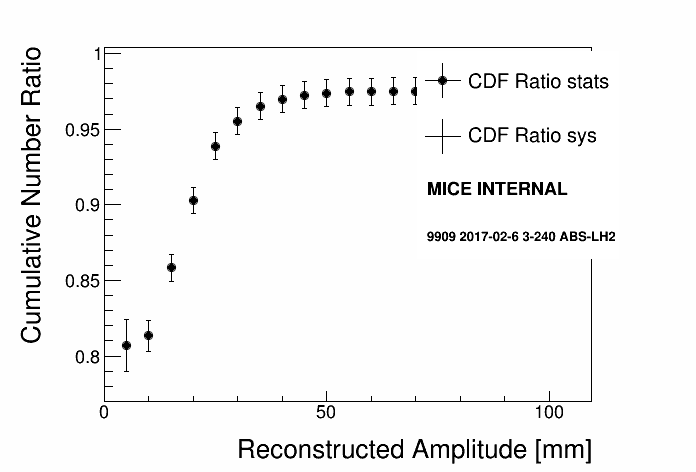 1
0.95
0.9
0.85
0.8
Cumulative Number Ratio
0
50
100
Reconstructed Amplitude [mm]
CDF Ratio stats
CDF Ratio sys
MICE INTERNAL
9909 2017-02-6 3-240 ABS-LH2